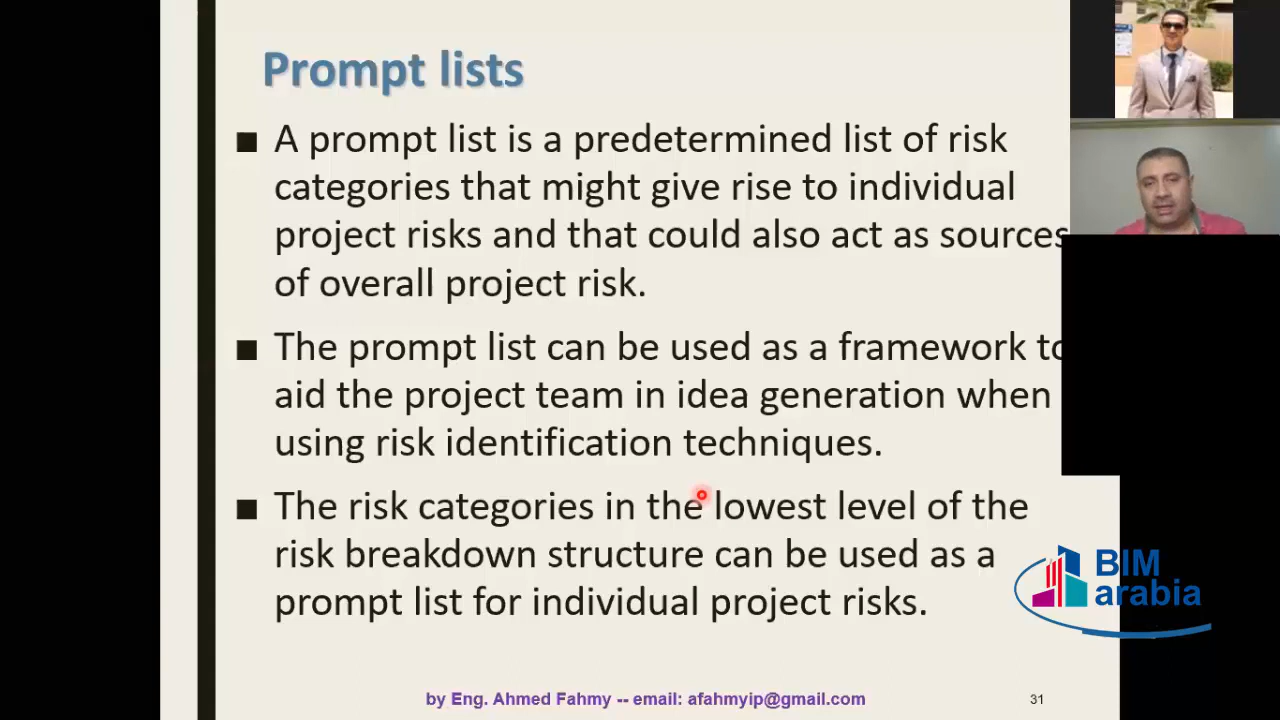 Prompt lists
■ A prompt list is a predetermined list of risk
categories that might give rise to individual
project risks and that could also act as sources
of overall project risk.
■ The prompt list can be used as a framework to
aid the project team in idea generation when
using risk identification techniques.
■ The risk categories in the lowest level of the
risk breakdown structure can be used as a
prompt list for individual project risks.
BIM
arabia
by Eng. Ahmed Fahmy -- email: afahmyip@gmail.com
31